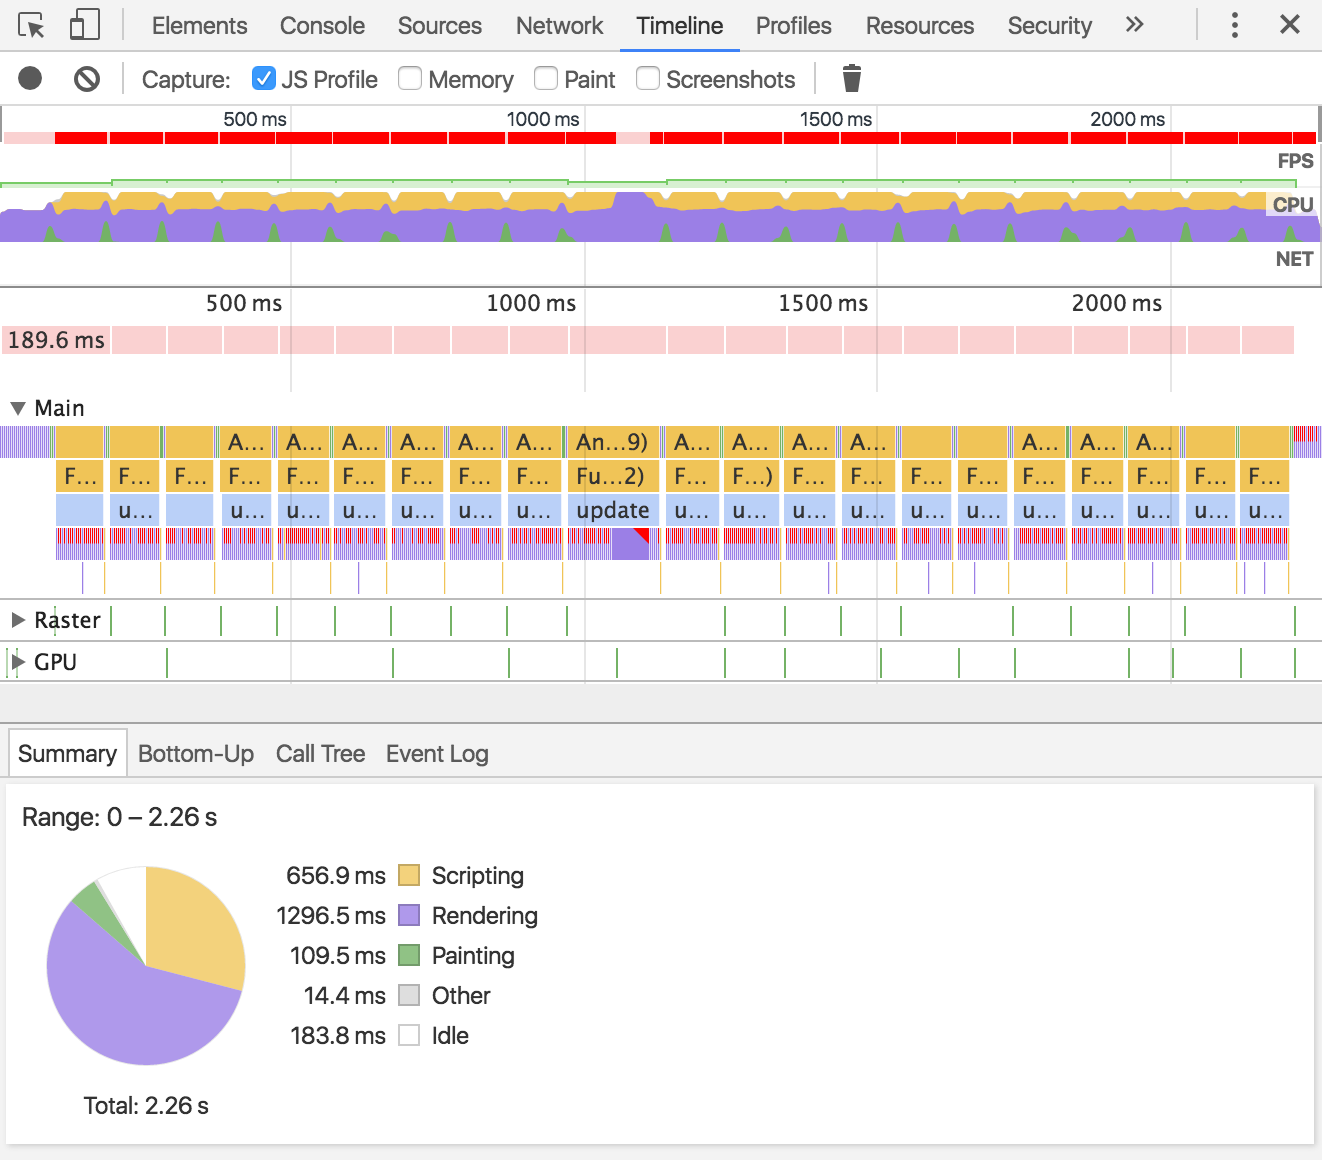 Elements Console Sources Network Timeline Profiles Resources Security »
Capture: JS Profile Memory Paint Screenshots
500 ms 1000 ms 1500 ms 2000 ms
FPS
CPU
NET
500 ms 1000 ms 1500 ms 2000 ms
189.6 ms
Main
A... A... A... A... A... A... An...9) A... A... A... A... A... A... A...
F... F... F... F... F... F... F... F... F... Fu...2) F... F...) F... F... F... F... F... F... F... F... F...
u... u... u... u... u... u... u... update u... u... u... u... u... u... u... u... u... u... u...
Raster
GPU
Summary Bottom-Up Call Tree Event Log
Range: 0 – 2.26 s
656.9 ms Scripting
1296.5 ms Rendering
109.5 ms Painting
14.4 ms Other
183.8 ms Idle
Total: 2.26 s